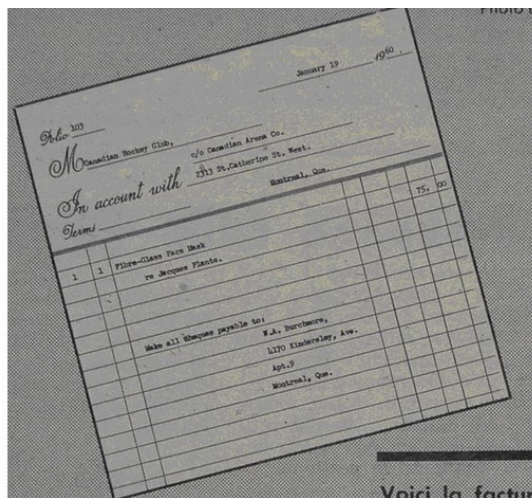 Photo
January 19 1960.
Folio 103
M Canadian Hockey Club,
c/o Canadian Arena Co.
In account with 2313 St.Catherine St. West.
Montreal, Que.
Terms
75. 00
1 1 Fibre-Glass Face Mask
re Jacques Plante.
Make all Cheques payable to:
W.A. Burchmore,
4170 Kindersley, Ave.
Apt.9
Montreal, Que.
Voici la factu